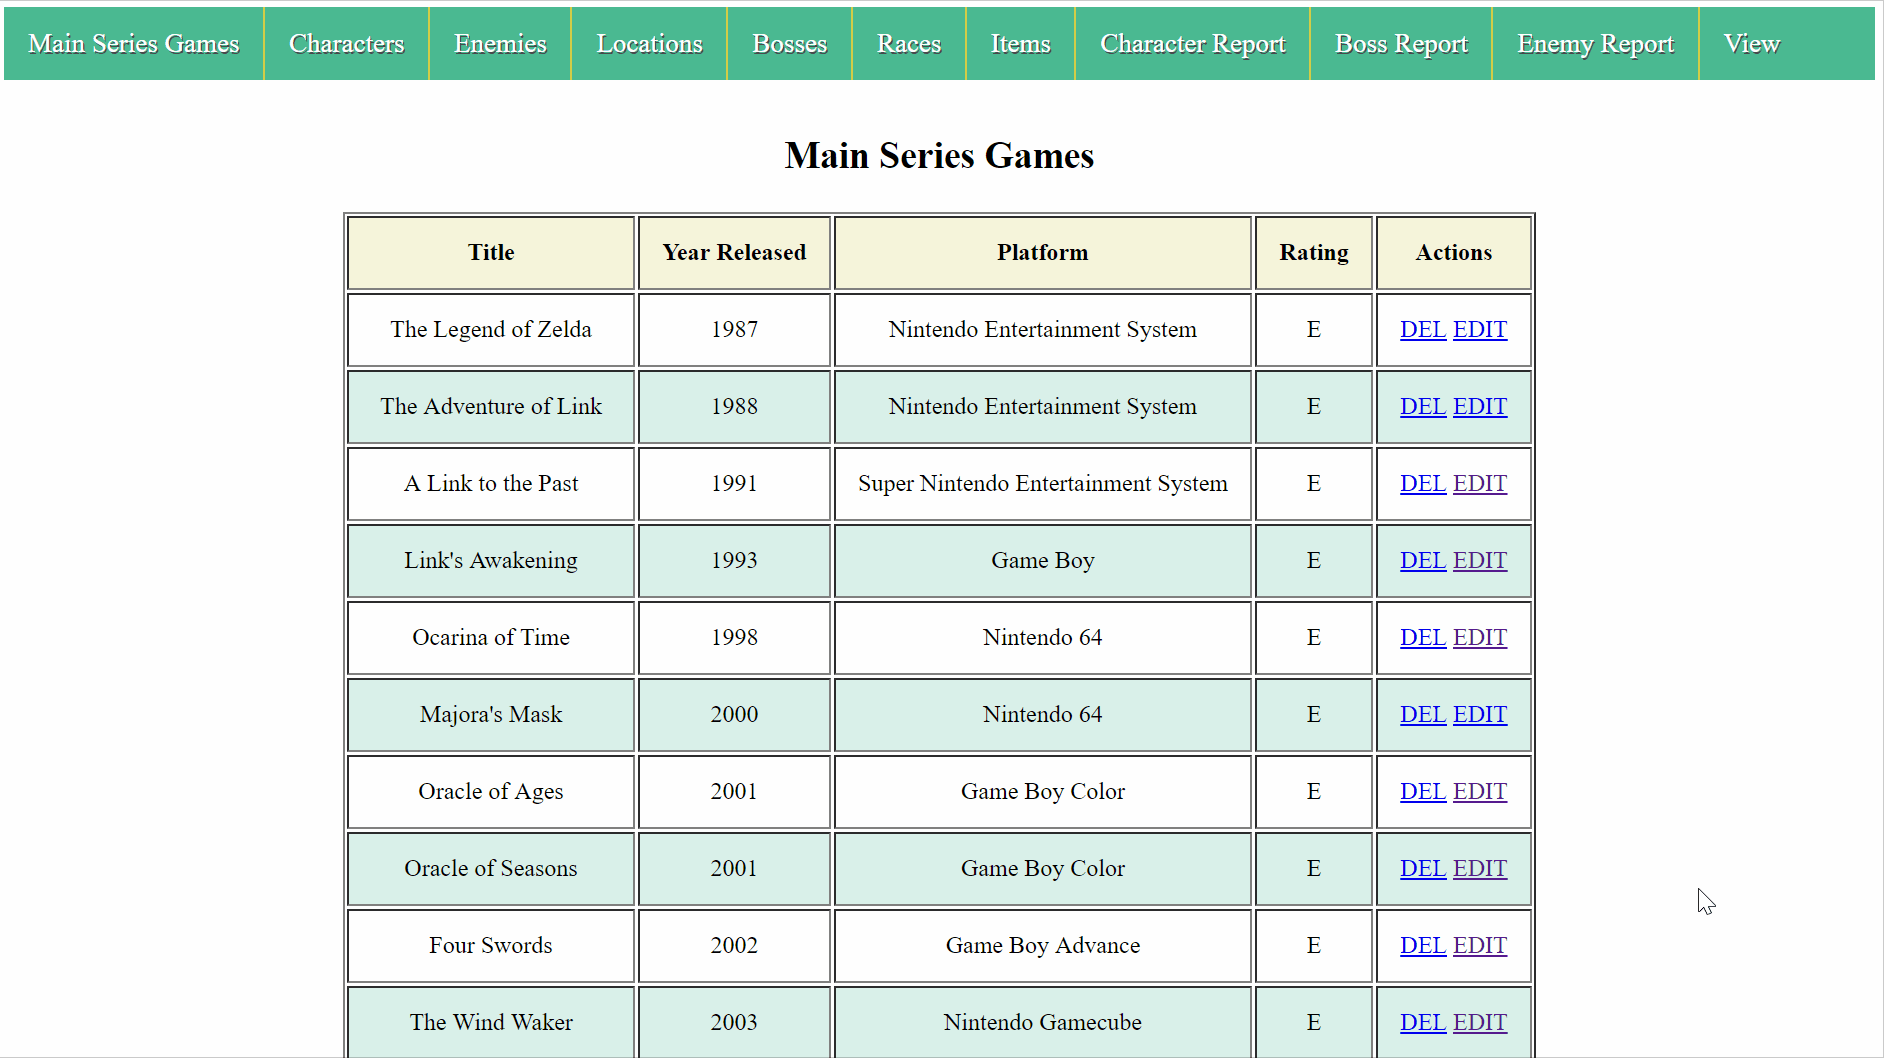 Main Series Games Characters Enemies Locations Bosses Races Items Character Report Boss Report Enemy Report View
Main Series Games
Title Year Released Platform Rating Actions
The Legend of Zelda 1987 Nintendo Entertainment System E DEL EDIT
The Adventure of Link 1988 Nintendo Entertainment System E DEL EDIT
A Link to the Past 1991 Super Nintendo Entertainment System E DEL EDIT
Link's Awakening 1993 Game Boy E DEL EDIT
Ocarina of Time 1998 Nintendo 64 E DEL EDIT
Majora's Mask 2000 Nintendo 64 E DEL EDIT
Oracle of Ages 2001 Game Boy Color E DEL EDIT
Oracle of Seasons 2001 Game Boy Color E DEL EDIT
Four Swords 2002 Game Boy Advance E DEL EDIT
The Wind Waker 2003 Nintendo Gamecube E DEL EDIT